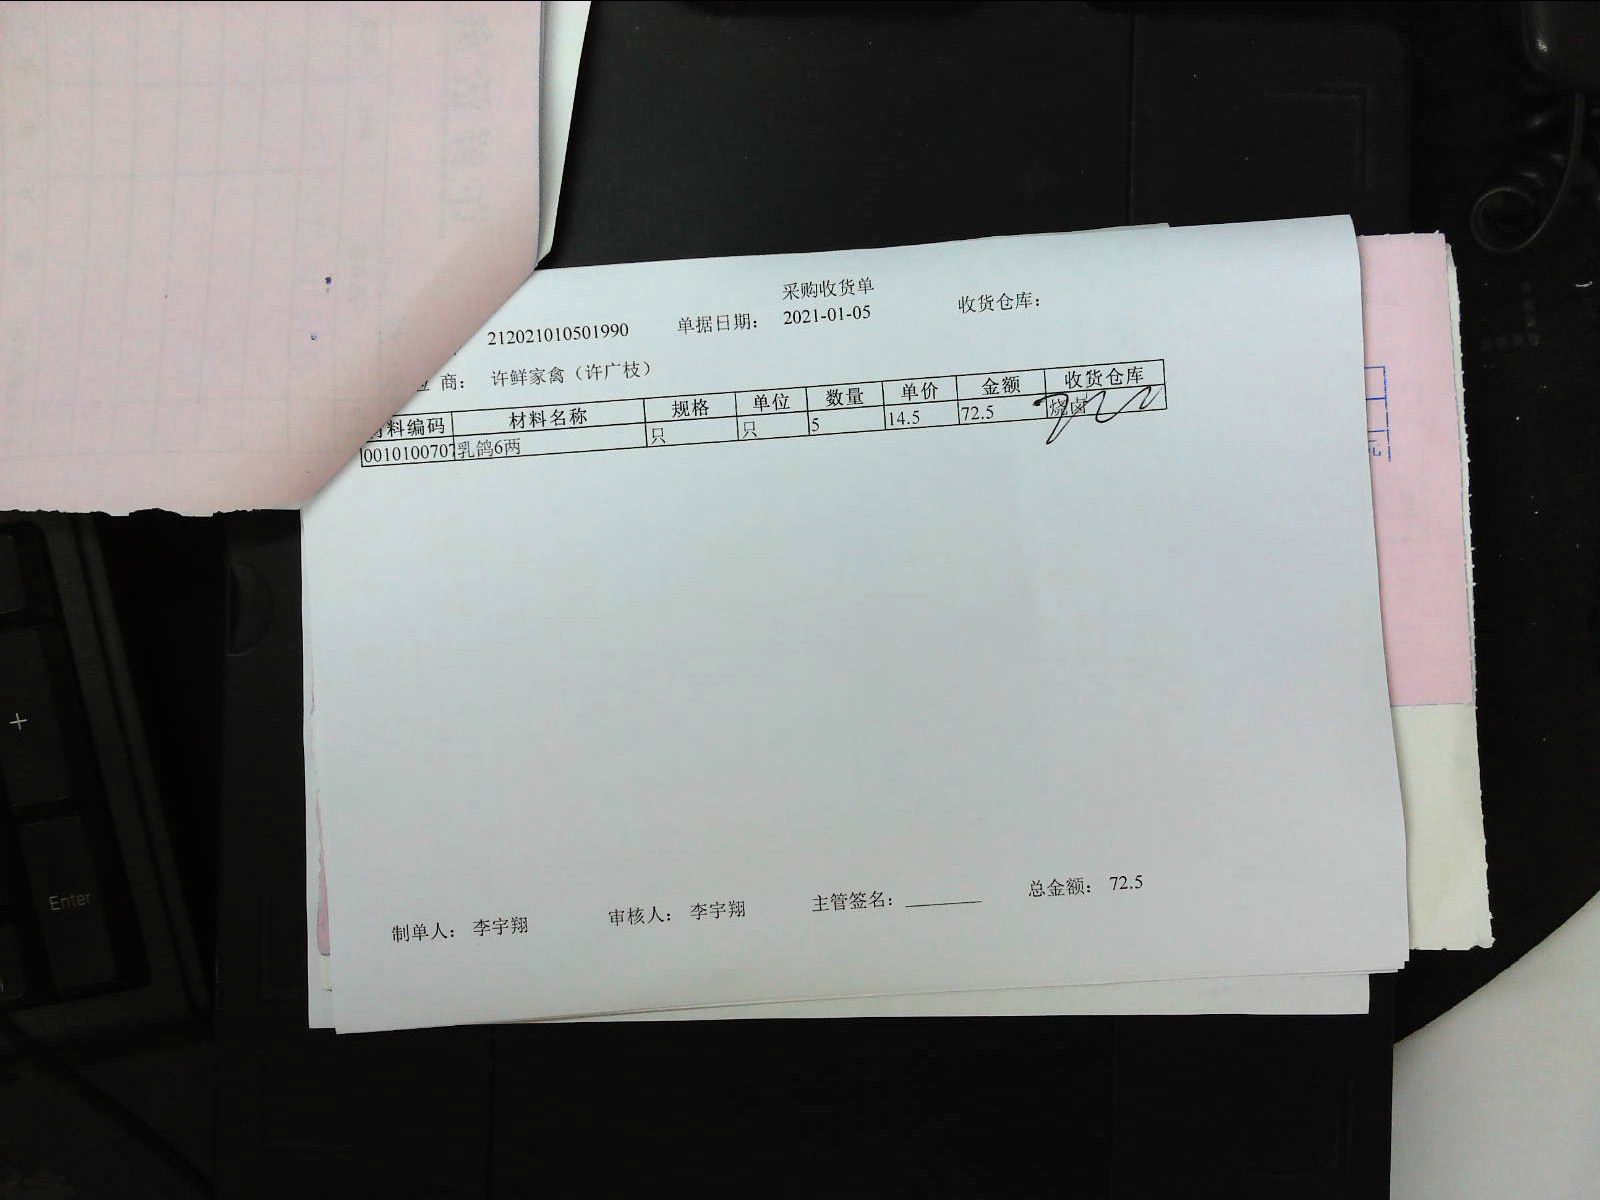 采购收货单
212021010501990 单据日期: 2021-01-05 收货仓库:
商: 许鲜家禽（许广枝）
料编码 材料名称 规格 单位 数量 单价 金额 收货仓库
0010100707 乳鸽6两 只 只 5 14.5 72.5 烧卤
制单人: 李宇翔 审核人: 李宇翔 主管签名: 总金额: 72.5
+
Enter